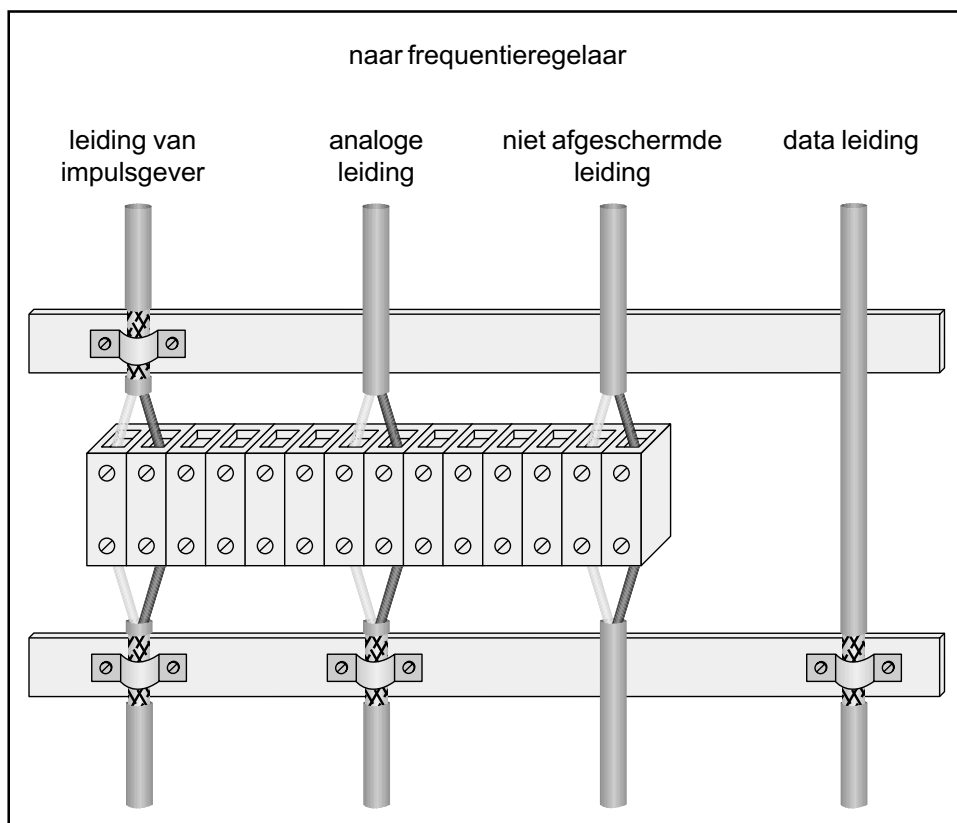 naar frequentieregelaar
leiding van
impulsgever
analoge
leiding
niet afgeschermde
leiding
data leiding